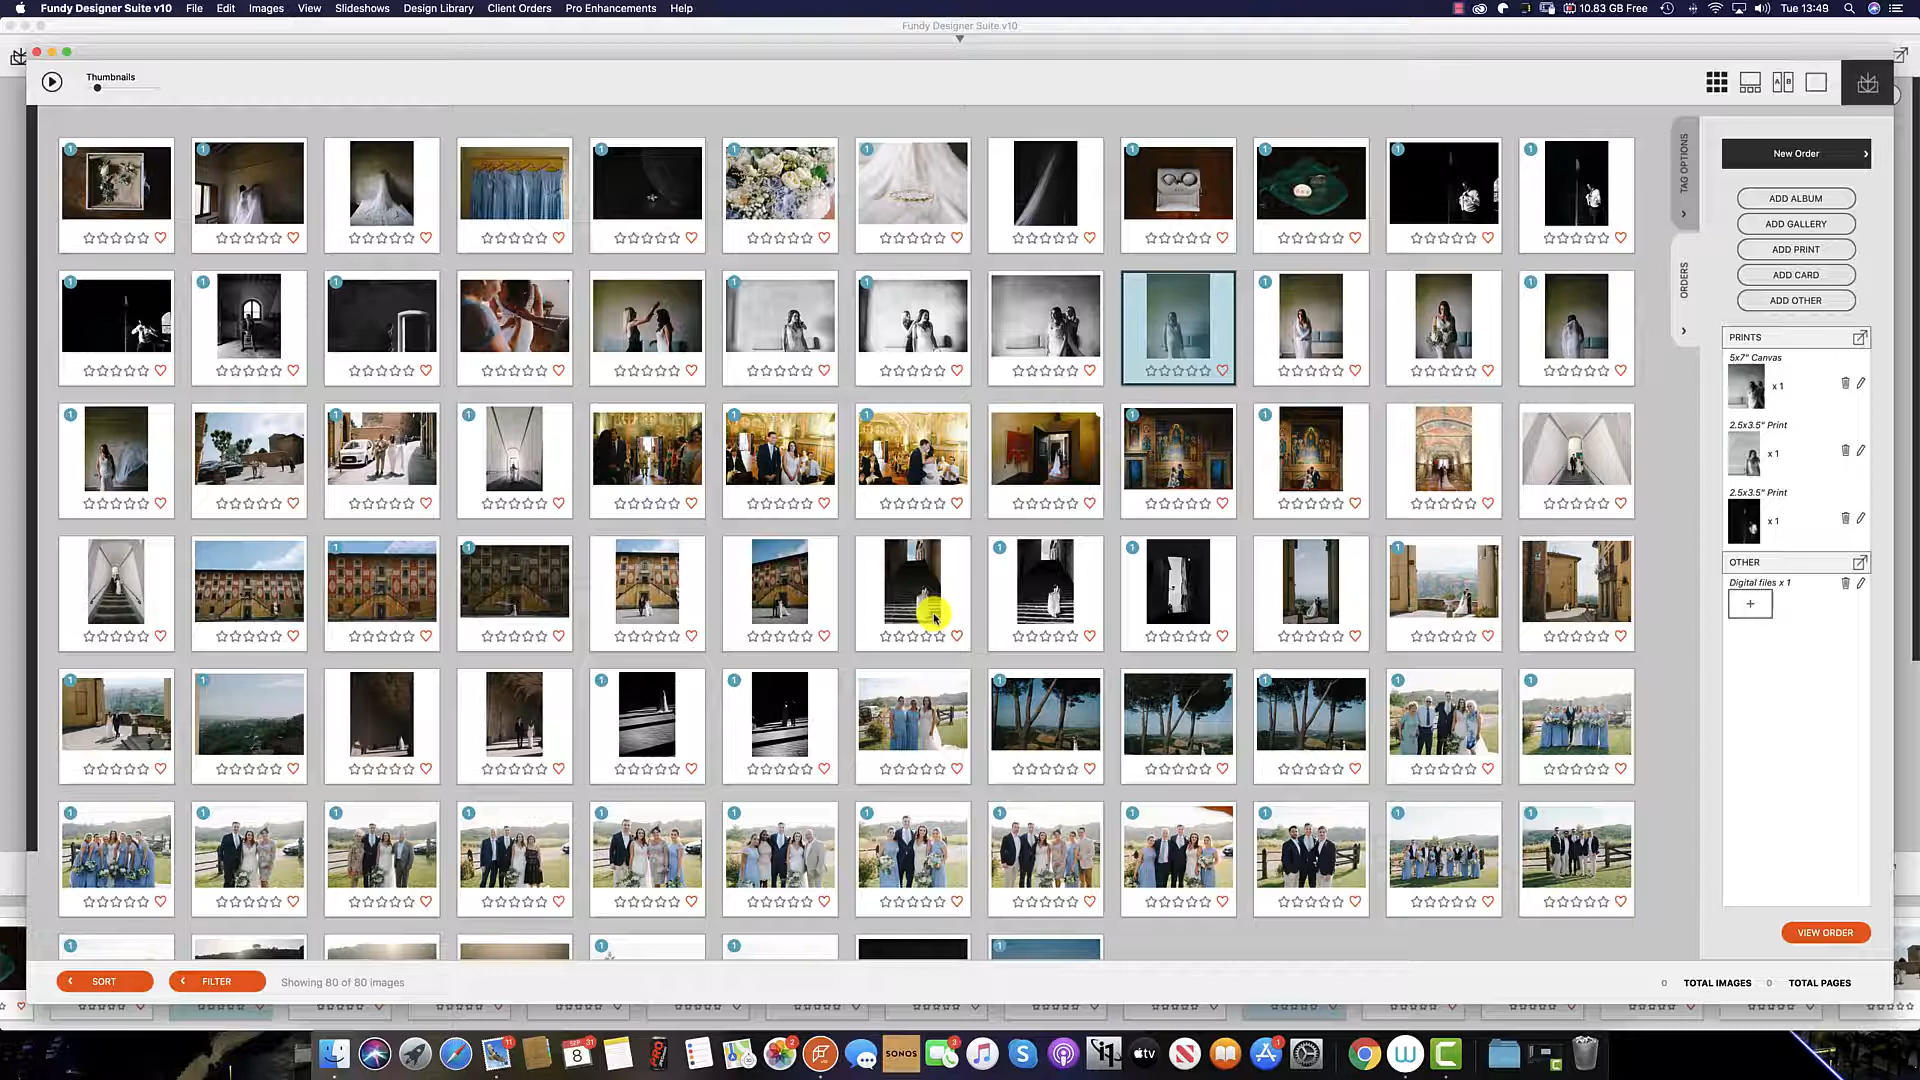 Fundy Designer Suite v10 File Edit Images View Slideshows Design Library Client Orders Pro Enhancements Help 10.83 GB Free Tue 13:49
Fundy Designer Suite v10
Thumbnails
TAG OPTIONS
ORDERS
New Order
ADD ALBUM
ADD GALLERY
ADD PRINT
ADD CARD
ADD OTHER
PRINTS
5x7" Canvas
x 1
2.5x3.5" Print
x 1
2.5x3.5" Print
x 1
OTHER
Digital files x 1
+
VIEW ORDER
SORT FILTER Showing 80 of 80 images 0 TOTAL IMAGES 0 TOTAL PAGES
SONOS
tv